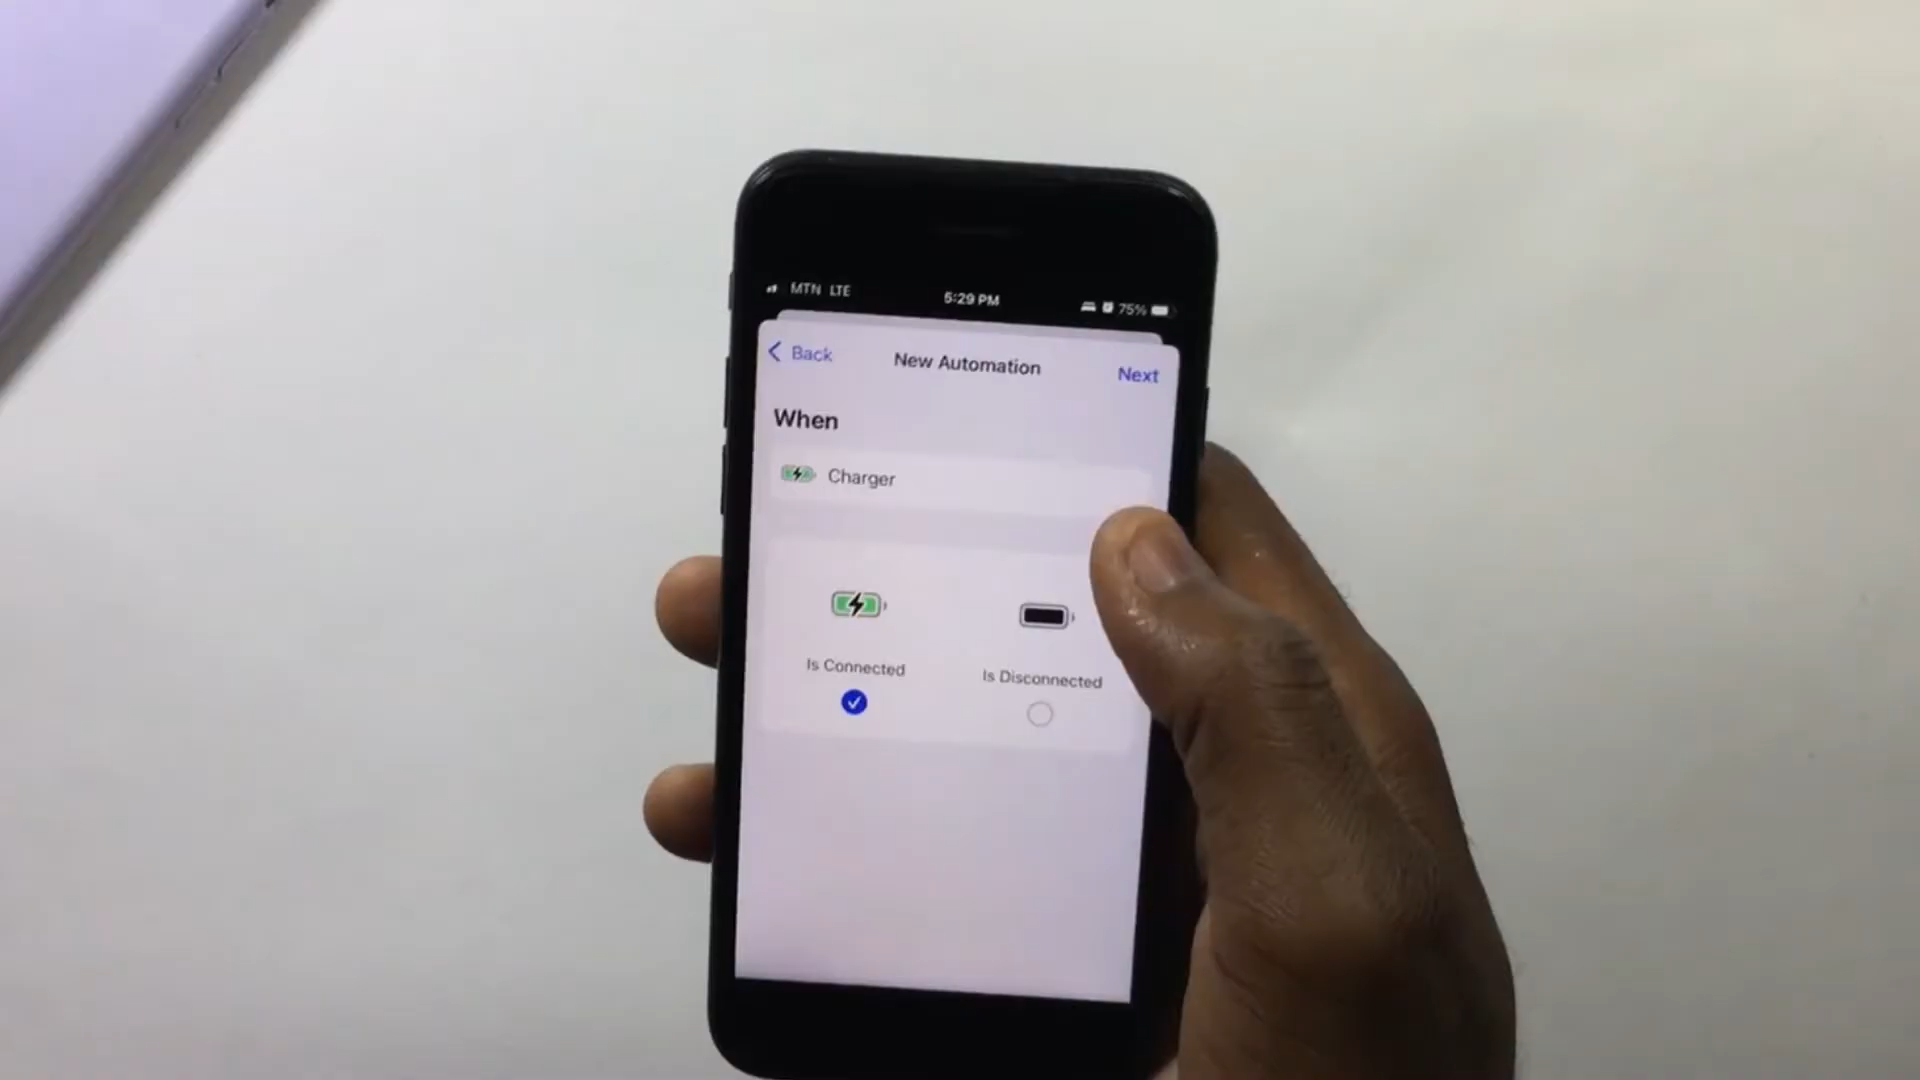 MTN LTE 5:29 PM 75%
Back New Automation Next
When
Charger
Is Connected Is Disconnected